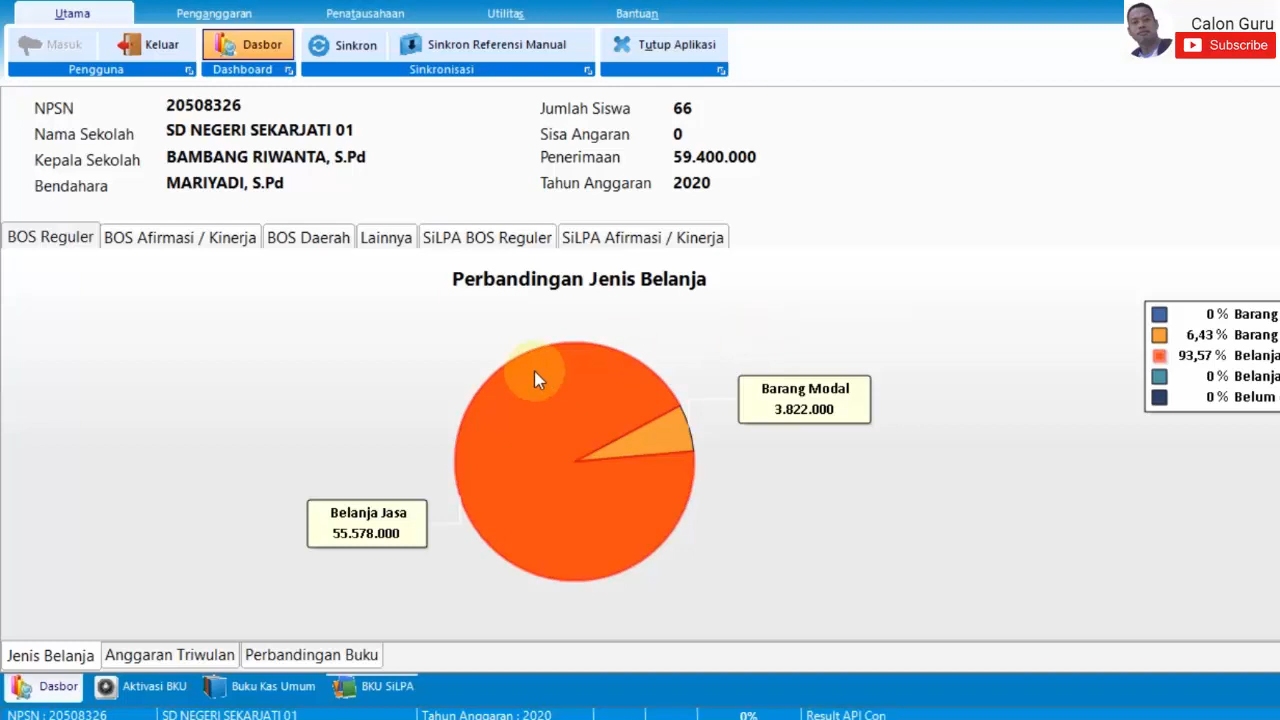 Utama Penganggaran Penatausahaan Utilitas Bantuan
Calon Guru
Subscribe
Masuk Keluar Dasbor Sinkron Sinkron Referensi Manual Tutup Aplikasi
Pengguna Dashboard Sinkronisasi
NPSN 20508326 Jumlah Siswa 66
Nama Sekolah SD NEGERI SEKARJATI 01 Sisa Angaran 0
Kepala Sekolah BAMBANG RIWANTA, S.Pd Penerimaan 59.400.000
Bendahara MARIYADI, S.Pd Tahun Anggaran 2020
BOS Reguler BOS Afirmasi / Kinerja BOS Daerah Lainnya SiLPA BOS Reguler SiLPA Afirmasi / Kinerja
Perbandingan Jenis Belanja
0 % Barang
6,43 % Barang
93,57 % Belanja
0 % Belanja
0 % Belum
Barang Modal
3.822.000
Belanja Jasa
55.578.000
Jenis Belanja Anggaran Triwulan Perbandingan Buku
Dasbor Aktivasi BKU Buku Kas Umum BKU SiLPA
NPSN : 20508326 SD NEGERI SEKARJATI 01 Tahun Anggaran : 2020 0% Result API Con